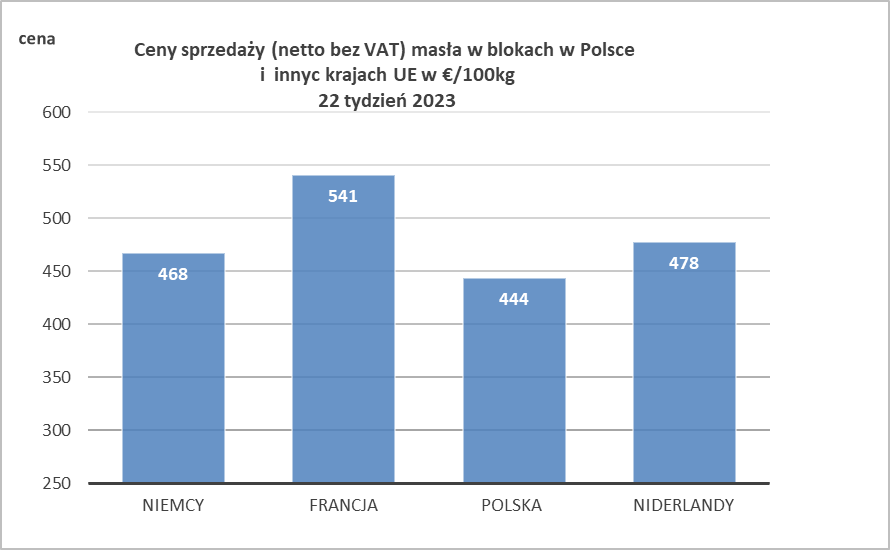 cena
Ceny sprzedaży (netto bez VAT) masła w blokach w Polsce
i innyc krajach UE w €/100kg
22 tydzień 2023
600
550
500
450
400
350
300
250
468
541
444
478
NIEMCY
FRANCJA
POLSKA
NIDERLANDY